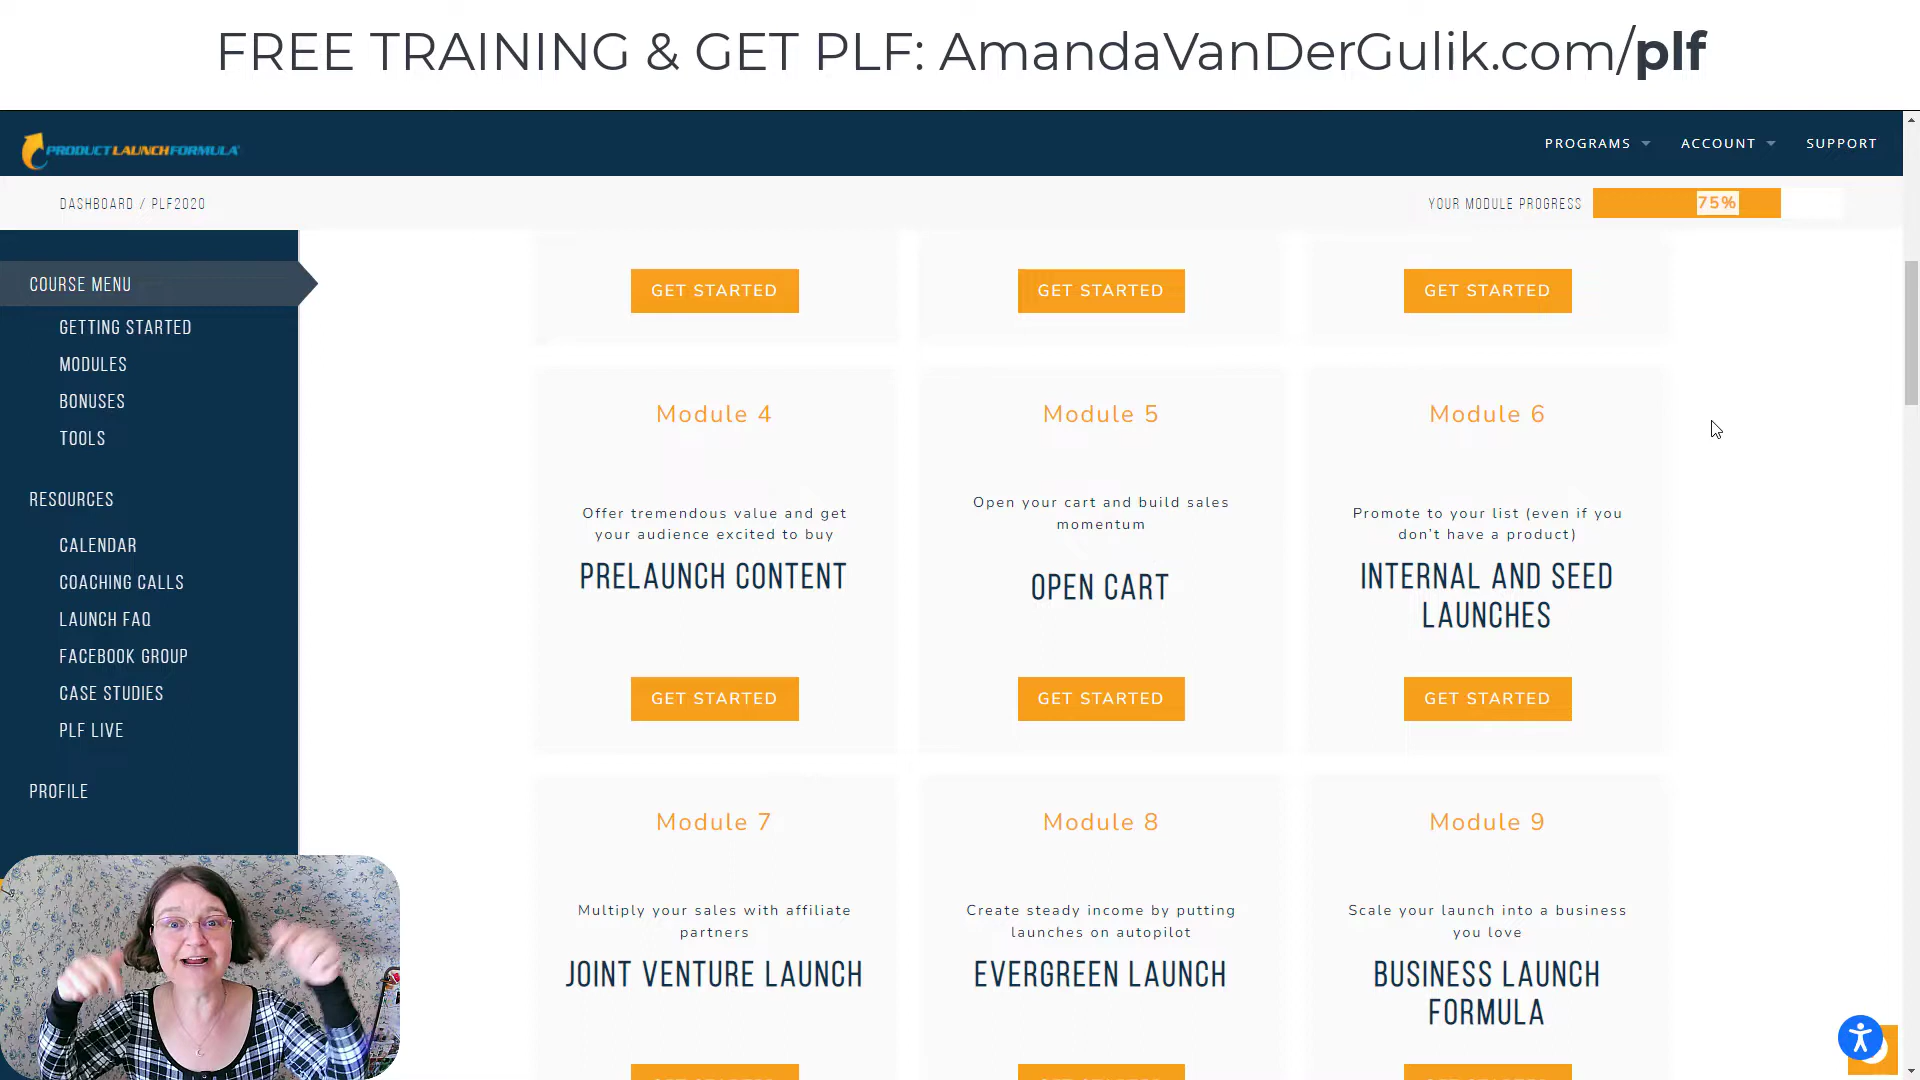 FREE TRAINING & GET PLF: AmandaVanDerGulik.com/plf
PRODUCT LAUNCH FORMULA
PROGRAMS
ACCOUNT
SUPPORT
DASHBOARD / PLF2020
YOUR MODULE PROGRESS
75%
COURSE MENU
GETTING STARTED
MODULES
BONUSES
TOOLS
RESOURCES
CALENDAR
COACHING CALLS
LAUNCH FAQ
FACEBOOK GROUP
CASE STUDIES
PLF LIVE
PROFILE
GET STARTED
GET STARTED
GET STARTED
Module 4
Offer tremendous value and get
your audience excited to buy
PRELAUNCH CONTENT
GET STARTED
Module 5
Open your cart and build sales
momentum
OPEN CART
GET STARTED
Module 6
Promote to your list (even if you
don't have a product)
INTERNAL AND SEED
LAUNCHES
GET STARTED
Module 7
Multiply your sales with affiliate
partners
JOINT VENTURE LAUNCH
Module 8
Create steady income by putting
launches on autopilot
EVERGREEN LAUNCH
Module 9
Scale your launch into a business
you love
BUSINESS LAUNCH
FORMULA